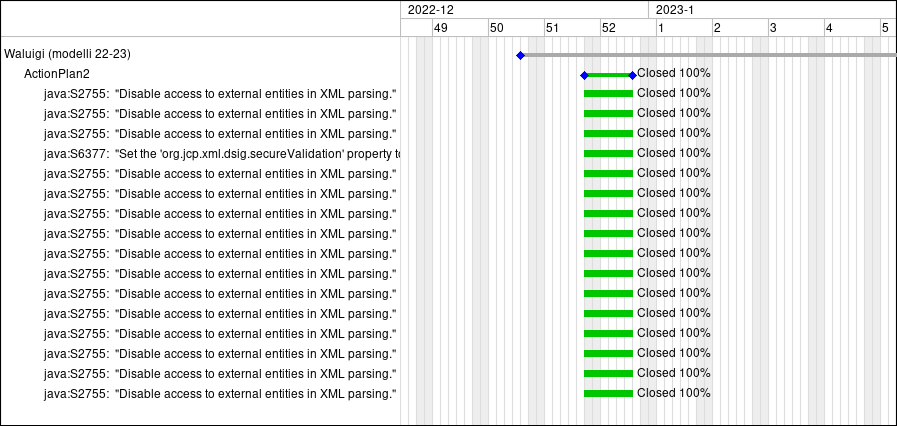 2022-12 2023-1
49 50 51 52 1 2 3 4 5
Waluigi (modelli 22-23)
ActionPlan2 Closed 100%
java:S2755: "Disable access to external entities in XML parsing." Closed 100%
java:S2755: "Disable access to external entities in XML parsing." Closed 100%
java:S2755: "Disable access to external entities in XML parsing." Closed 100%
java:S6377: "Set the 'org.jcp.xml.dsig.secureValidation' property to Closed 100%
java:S2755: "Disable access to external entities in XML parsing." Closed 100%
java:S2755: "Disable access to external entities in XML parsing." Closed 100%
java:S2755: "Disable access to external entities in XML parsing." Closed 100%
java:S2755: "Disable access to external entities in XML parsing." Closed 100%
java:S2755: "Disable access to external entities in XML parsing." Closed 100%
java:S2755: "Disable access to external entities in XML parsing." Closed 100%
java:S2755: "Disable access to external entities in XML parsing." Closed 100%
java:S2755: "Disable access to external entities in XML parsing." Closed 100%
java:S2755: "Disable access to external entities in XML parsing." Closed 100%
java:S2755: "Disable access to external entities in XML parsing." Closed 100%
java:S2755: "Disable access to external entities in XML parsing." Closed 100%
java:S2755: "Disable access to external entities in XML parsing." Closed 100%